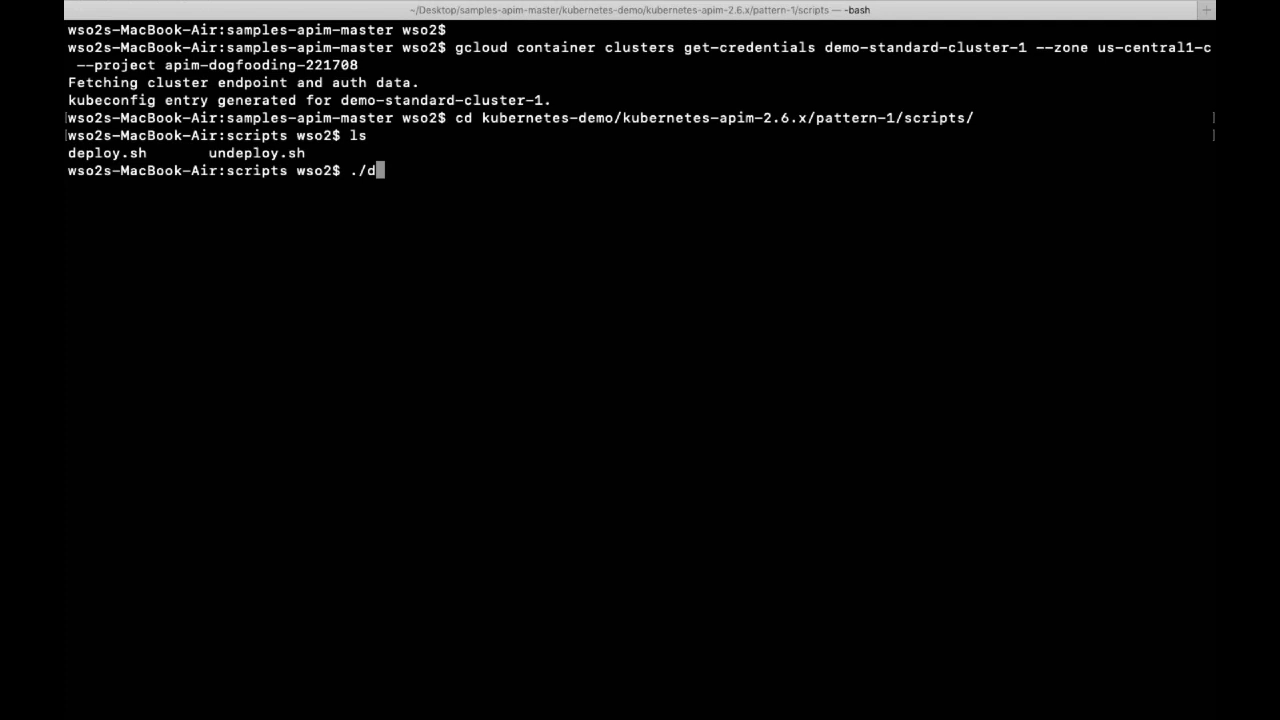 ~/Desktop/samples-apim-master/kubernetes-demo/kubernetes-apim-2.6.x/pattern-1/scripts — -bash
wso2s-MacBook-Air:samples-apim-master wso2$
wso2s-MacBook-Air:samples-apim-master wso2$ gcloud container clusters get-credentials demo-standard-cluster-1 --zone us-central1-c
--project apim-dogfooding-221708
Fetching cluster endpoint and auth data.
kubeconfig entry generated for demo-standard-cluster-1.
wso2s-MacBook-Air:samples-apim-master wso2$ cd kubernetes-demo/kubernetes-apim-2.6.x/pattern-1/scripts/
wso2s-MacBook-Air:scripts wso2$ ls
deploy.sh undeploy.sh
wso2s-MacBook-Air:scripts wso2$ ./d